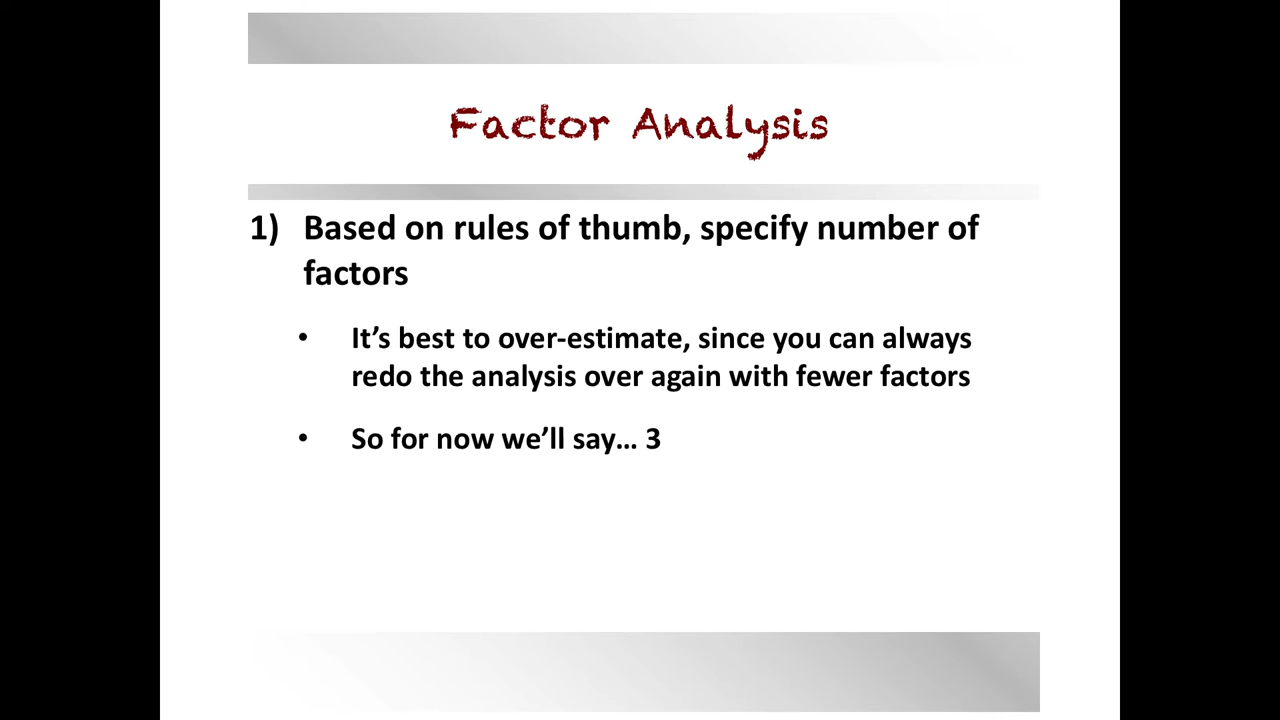 Factor Analysis
1) Based on rules of thumb, specify number of
factors
• It’s best to over-estimate, since you can always
redo the analysis over again with fewer factors
• So for now we’ll say… 3